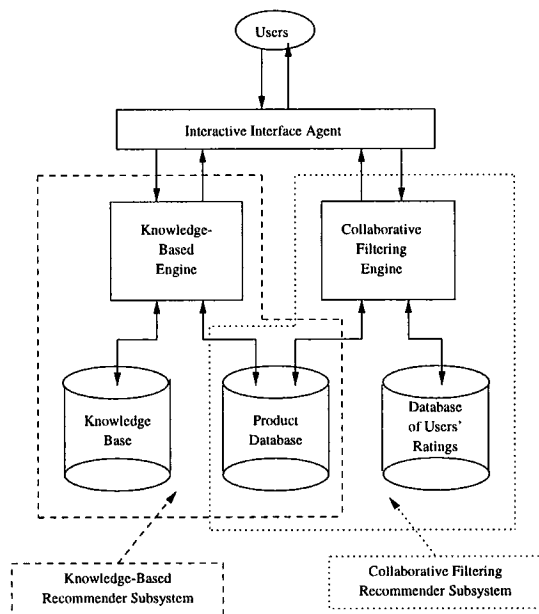 Users
Interactive Interface Agent
Knowledge-
Based
Engine
Collaborative
Filtering
Engine
Knowledge
Base
Product
Database
Database
of Users'
Ratings
Knowledge-Based
Recommender Subsystem
Collaborative Filtering
Recommender Subsystem